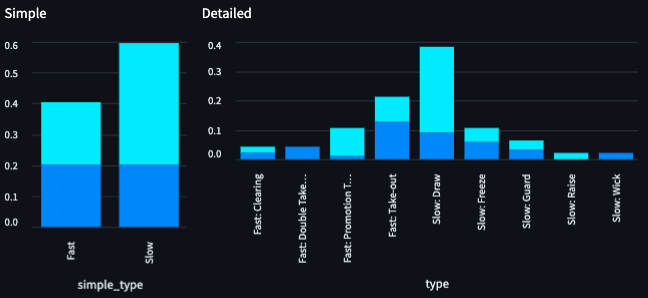 Simple
0.6
0.5
0.4
0.3
0.2
0.1
0.0
Fast
Slow
simple_type
Detailed
0.4
0.3
0.2
0.1
0.0
Fast: Clearing
Fast: Double Take...
Fast: Promotion T...
Fast: Take-out
Slow: Draw
Slow: Freeze
Slow: Guard
Slow: Raise
Slow: Wick
type